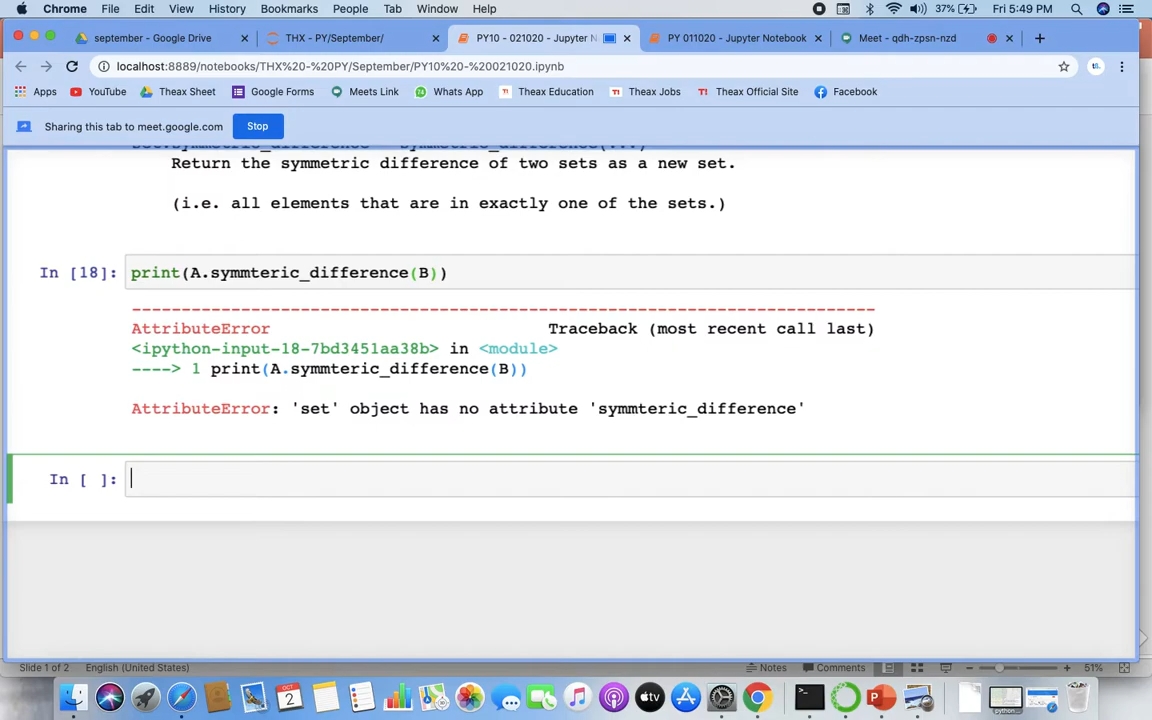 Chrome File Edit View History Bookmarks People Tab Window Help 37% Fri 5:49 PM
september - Google Drive THX - PY/September/ PY10 - 021020 - Jupyter N PY 011020 - Jupyter Notebook Meet - qdh-zpsn-nzd
localhost:8889/notebooks/THX%20-%20PY/September/PY10%20-%20021020.ipynb
Apps YouTube Theax Sheet Google Forms Meets Link Whats App Theax Education Theax Jobs Theax Official Site Facebook
Sharing this tab to meet.google.com Stop
Return the symmetric difference of two sets as a new set.
(i.e. all elements that are in exactly one of the sets.)
In [18]: print(A.symmteric_difference(B))
---------------------------------------------------------------------------
AttributeError Traceback (most recent call last)
<ipython-input-18-7bd3451aa38b> in <module>
----> 1 print(A.symmteric_difference(B))
AttributeError: 'set' object has no attribute 'symmteric_difference'
In [ ]:
Slide 1 of 2 English (United States) Notes Comments 51%
OCT
2